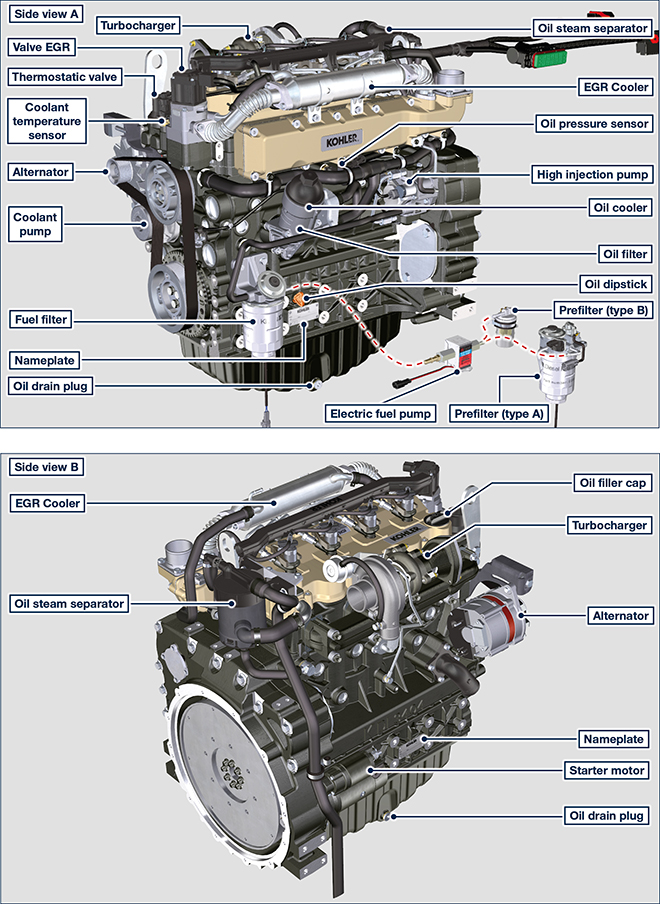 Side view A
Turbocharger
Oil steam separator
Valve EGR
Thermostatic valve
EGR Cooler
Coolant
temperature
sensor
Oil pressure sensor
KOHLER
Alternator
High injection pump
Coolant
pump
Oil cooler
Oil filter
Oil dipstick
Prefilter (type B)
Fuel filter
Nameplate
Oil drain plug
Electric fuel pump
Prefilter (type A)
Side view B
EGR Cooler
Oil filler cap
Turbocharger
KOHLER
Oil steam separator
Alternator
Nameplate
Starter motor
Oil drain plug